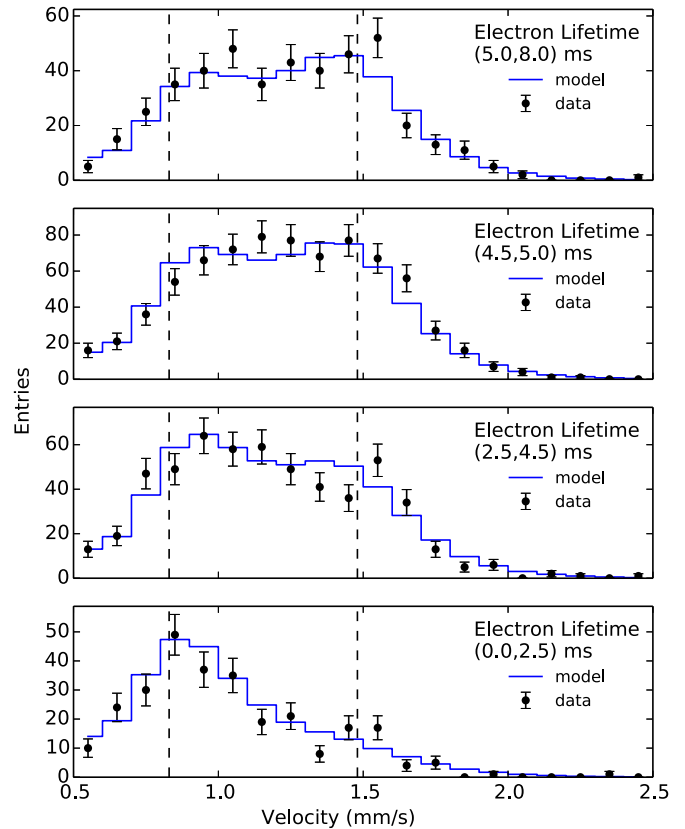 60
40
20
0
Electron Lifetime
(5.0,8.0) ms
model
data
80
60
40
20
0
Electron Lifetime
(4.5,5.0) ms
model
data
Entries
60
40
20
0
Electron Lifetime
(2.5,4.5) ms
model
data
50
40
30
20
10
0
Electron Lifetime
(0.0,2.5) ms
model
data
0.5 1.0 1.5 2.0 2.5
Velocity (mm/s)